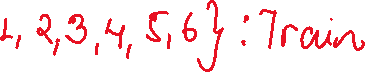 1, 2, 3, 4, 5, 6} : Train